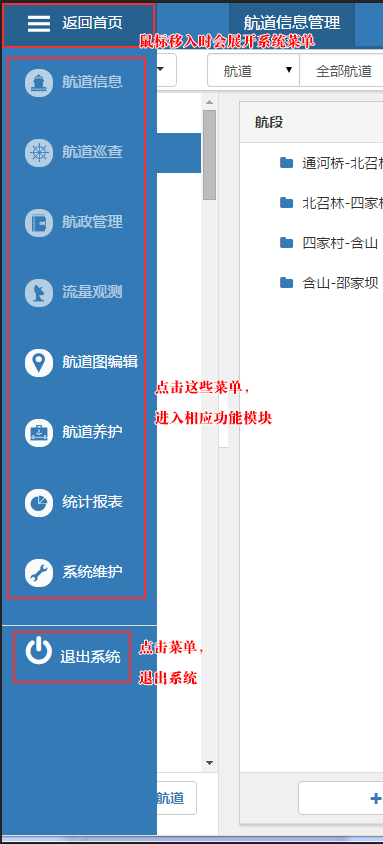 返回首页
航道信息管理
鼠标移入时会展开系统菜单
航道
全部航道
航道信息
航段
航道巡查
通河桥-北召
北召林-四家
航政管理
四家村-含山
流量观测
含山-邵家坝
航道图编辑
点击这些菜单，
进入相应功能模块
航道养护
统计报表
系统维护
点击菜单，
退出系统
退出系统
航道